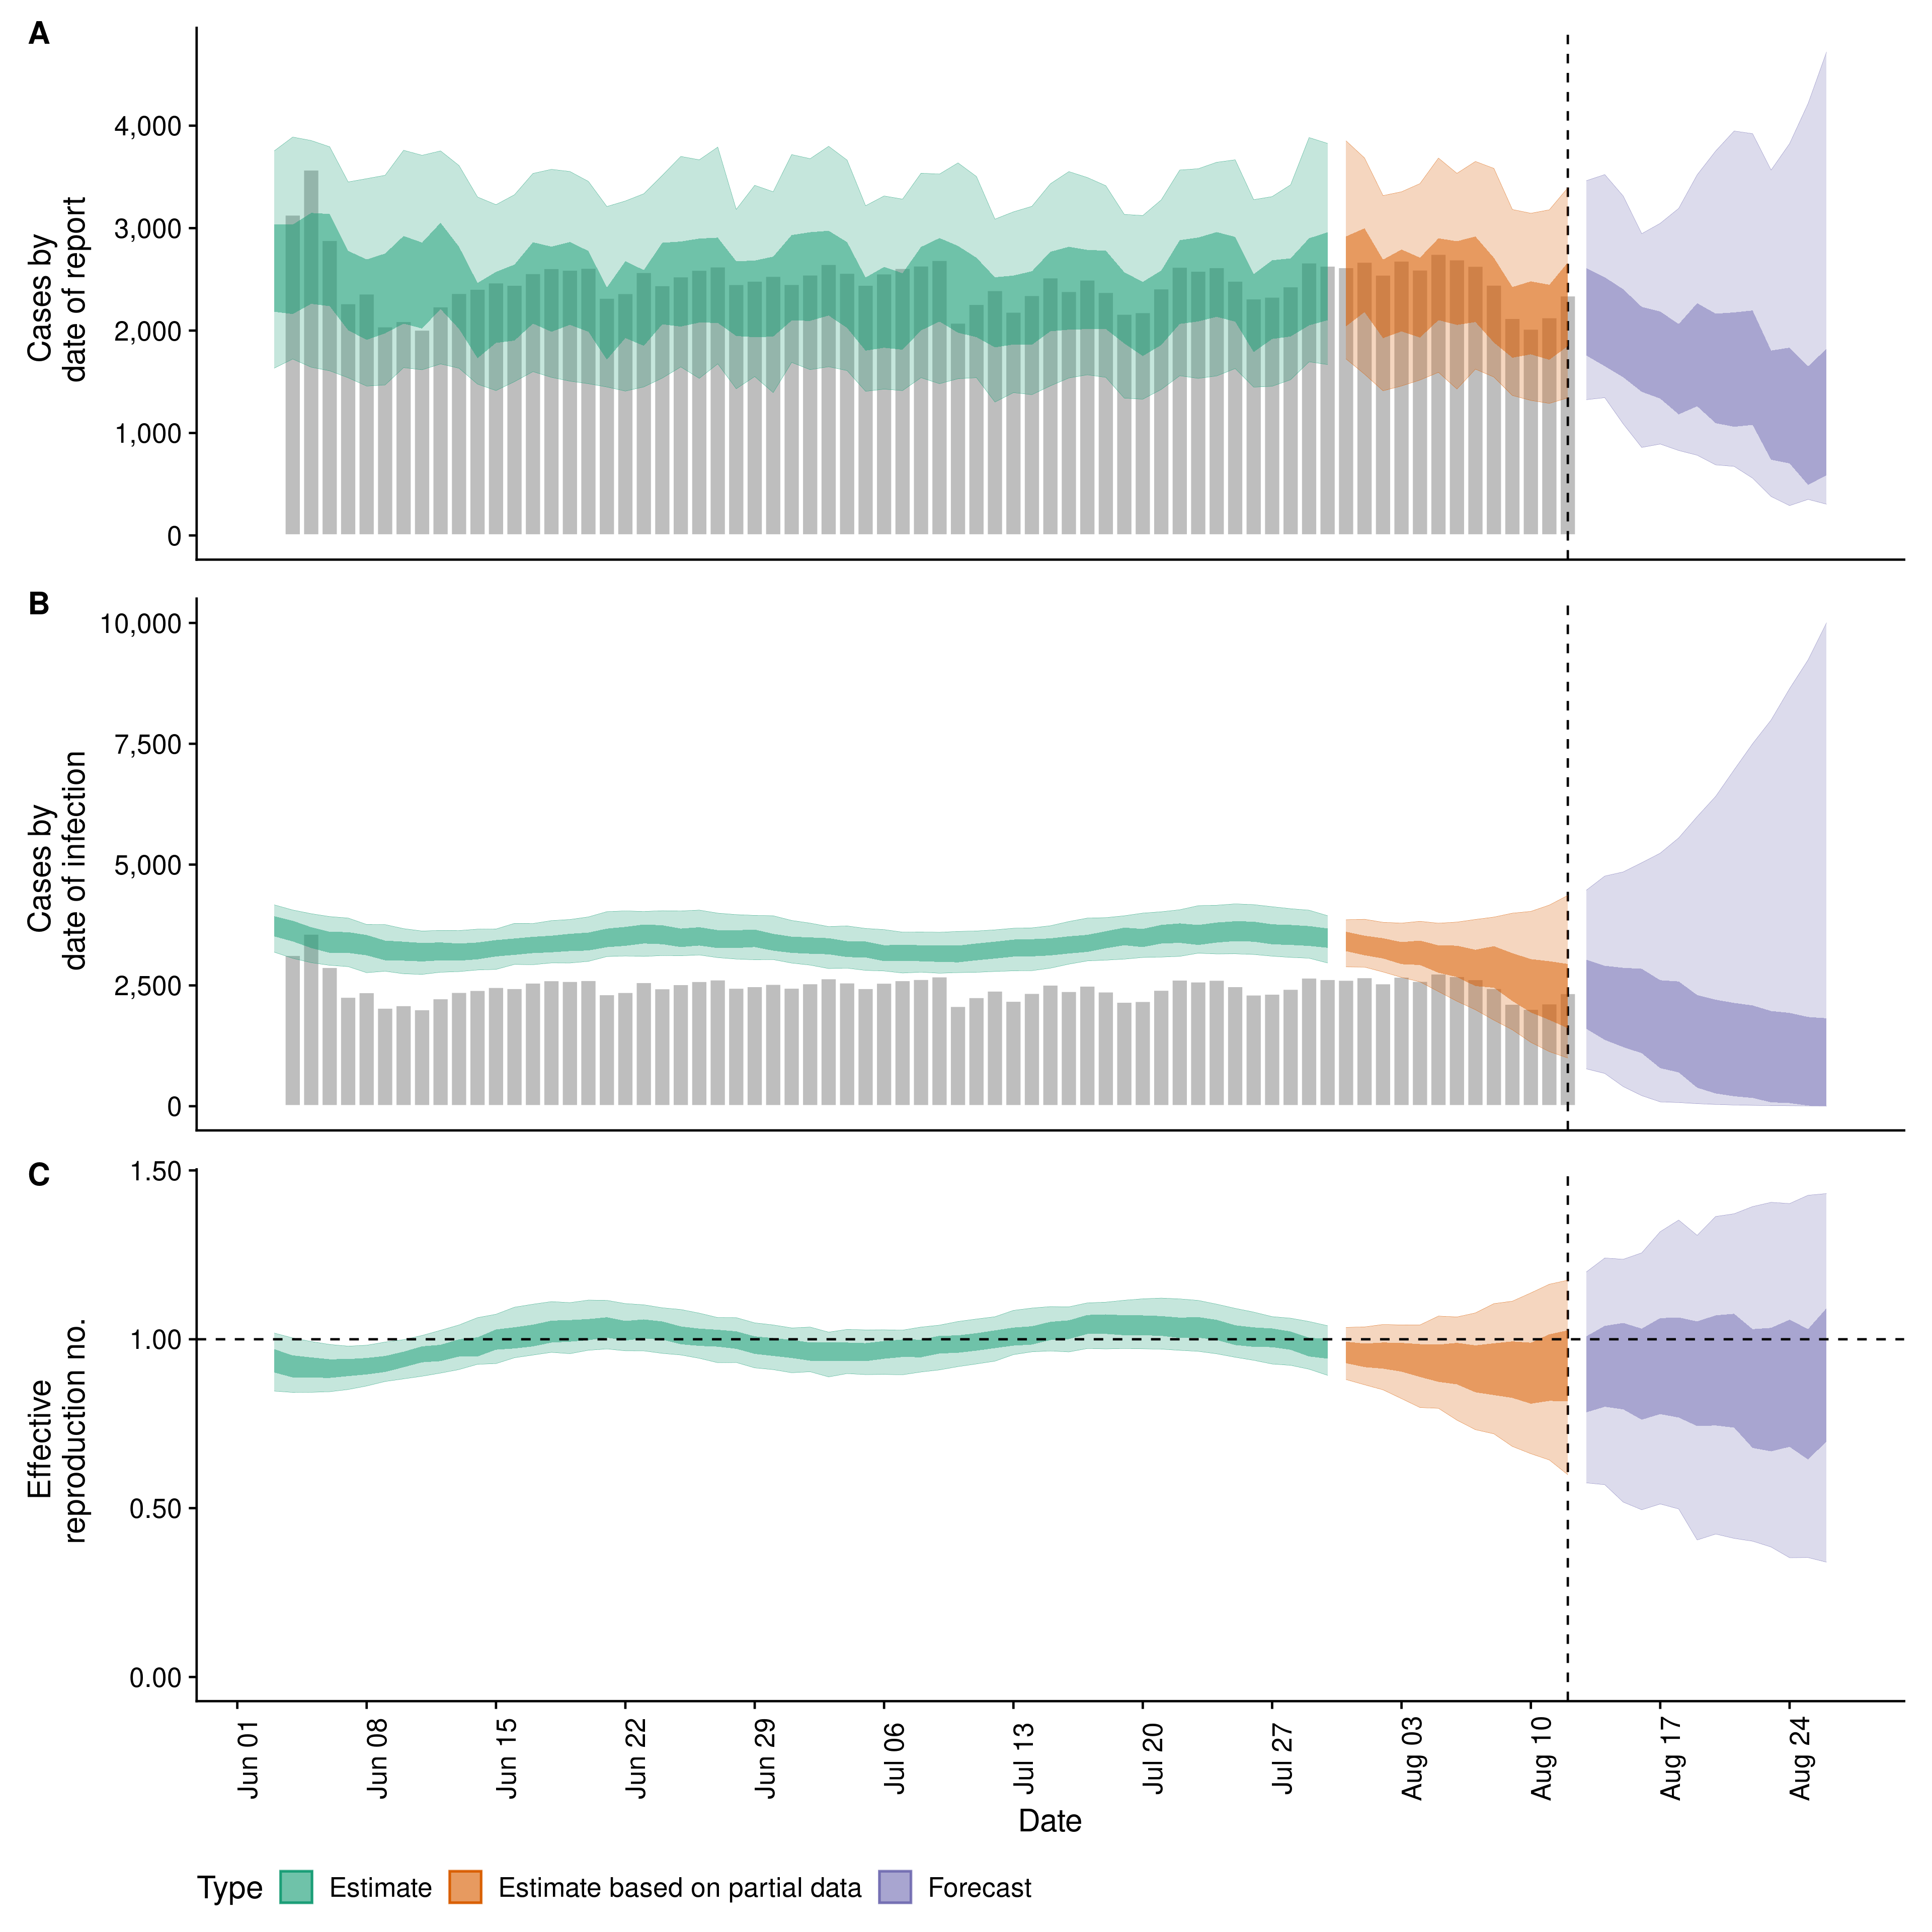 A
Cases by
date of report
4,000
3,000
2,000
1,000
0
B
Cases by
date of infection
10,000
7,500
5,000
2,500
0
C
Effective
reproduction no.
1.50
1.00
0.50
0.00
Jun 01
Jun 08
Jun 15
Jun 22
Jun 29
Jul 06
Jul 13
Jul 20
Jul 27
Aug 03
Aug 10
Aug 17
Aug 24
Date
Type Estimate Estimate based on partial data Forecast